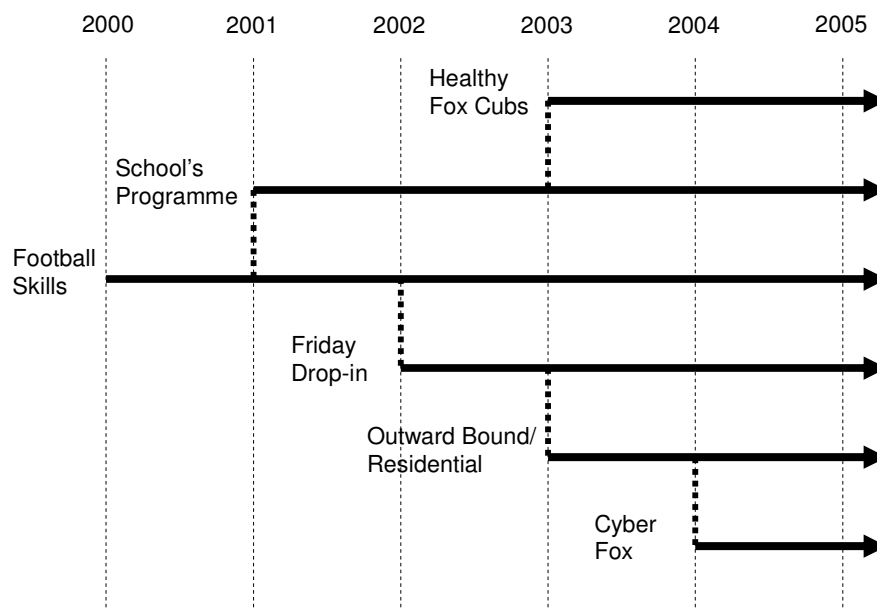 2000 2001 2002 2003 2004 2005
Healthy
Fox Cubs
School's
Programme
Football
Skills
Friday
Drop-in
Outward Bound/
Residential
Cyber
Fox